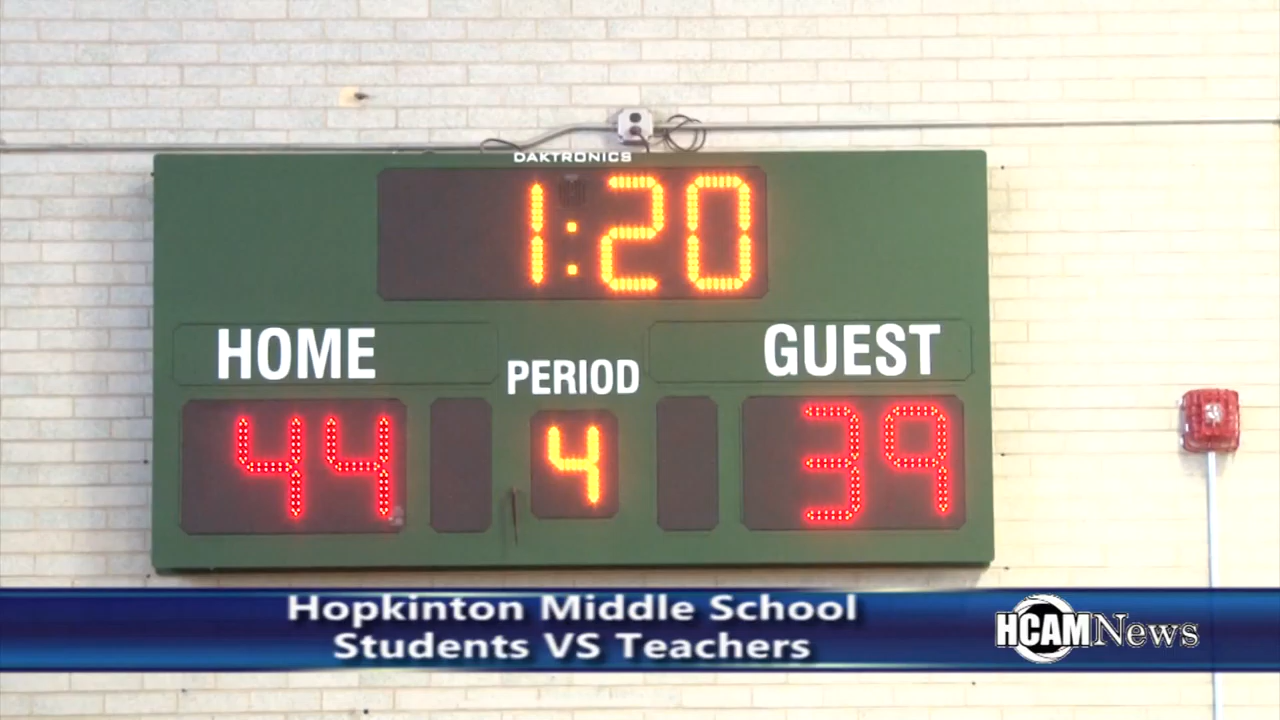 DAKTRONICS
1:20
HOME
GUEST
PERIOD
44
4
39
Hopkinton Middle School
Students VS Teachers
HCAMNews